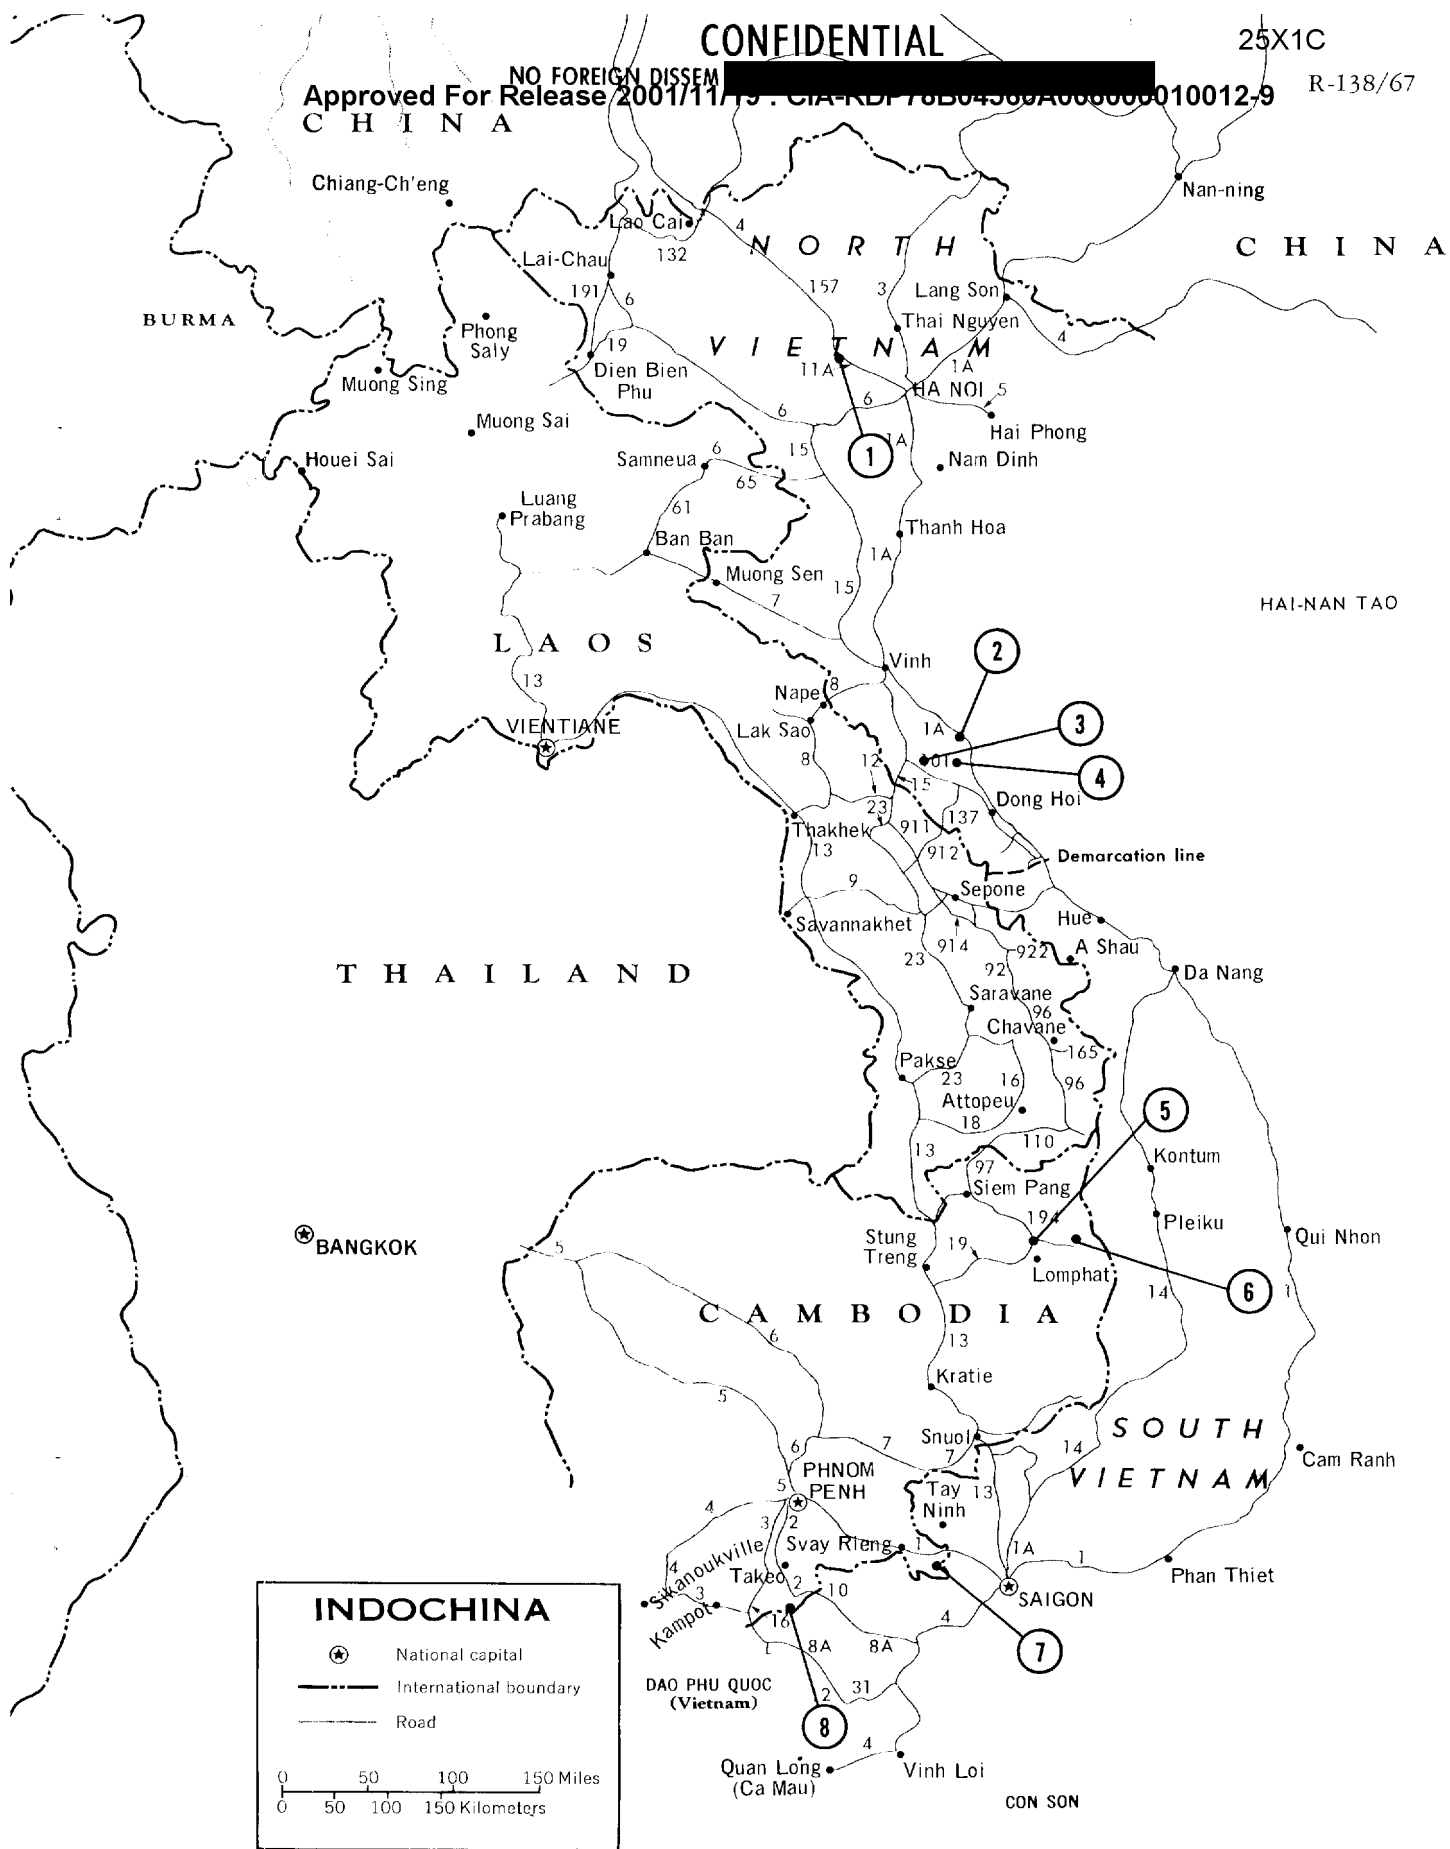 CONFIDENTIAL
25X1C
NO FOREIGN DISSEM
R-138/67
Approved For Release 2001/11/19 : CIA-RDP78B04560A006600010012-9
CHINA
Chiang-Ch'eng
Nan-ning
Lao Cai
4
NORTH
CHINA
132
Lai-Chau
191
6
157
3
Lang Son
BURMA
Phong
Saly
Thai Nguyen
4
19
VIETNAM
11A
1A
Muong Sing
Dien Bien
Phu
HA NOI
5
6
6
Muong Sai
1
1A
Hai Phong
15
Houei Sai
Samneua
6
Nam Dinh
65
Luang
Prabang
61
Thanh Hoa
Ban Ban
1A
Muong Sen
7
15
HAI-NAN TAO
LAOS
2
Vinh
13
Nape
8
3
VIENTIANE
Lak Sao
1A
8
12
101
4
15
Dong Hoi
23
137
Thakhek
911
13
912
Demarcation line
9
Sepone
Savannakhet
Hue
914
922
A Shau
23
92
THAILAND
Da Nang
Saravane
96
Chavane
165
Pakse
23
16
96
Attopeu
5
18
110
13
97
Kontum
Siem Pang
194
Pleiku
BANGKOK
5
Stung
Treng
19
Qui Nhon
Lomphat
6
14
1
CAMBODIA
6
13
5
Kratie
SOUTH
Snuol
6
7
7
14
Cam Ranh
PHNOM
PENH
VIETNAM
5
Tay
Ninh
13
4
3
2
Svay Rieng
1
1A
1
4
Sikanoukville
Takeo
2
Phan Thiet
10
SAIGON
3
Kampot
16
4
INDOCHINA
8A
8A
7
National capital
DAO PHU QUOC
(Vietnam)
International boundary
2
31
Road
8
4
0 50 100 150 Miles
Quan Long
(Ca Mau)
Vinh Loi
0 50 100 150 Kilometers
CON SON